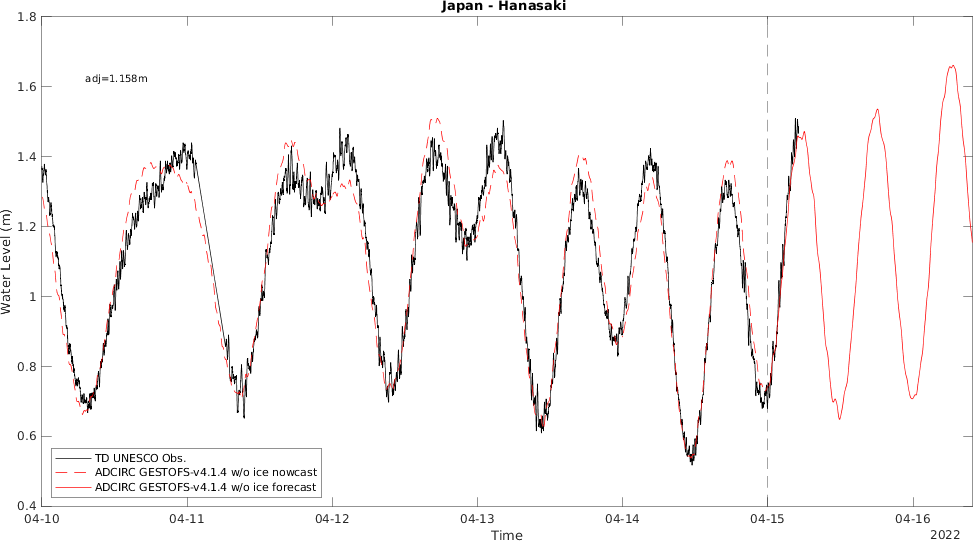 Japan - Hanasaki
1.8
1.6
1.4
1.2
1
0.8
0.6
0.4
Water Level (m)
adj=1.158m
TD UNESCO Obs.
ADCIRC GESTOFS-v4.1.4 w/o ice nowcast
ADCIRC GESTOFS-v4.1.4 w/o ice forecast
04-10 04-11 04-12 04-13 04-14 04-15 04-16
Time
2022